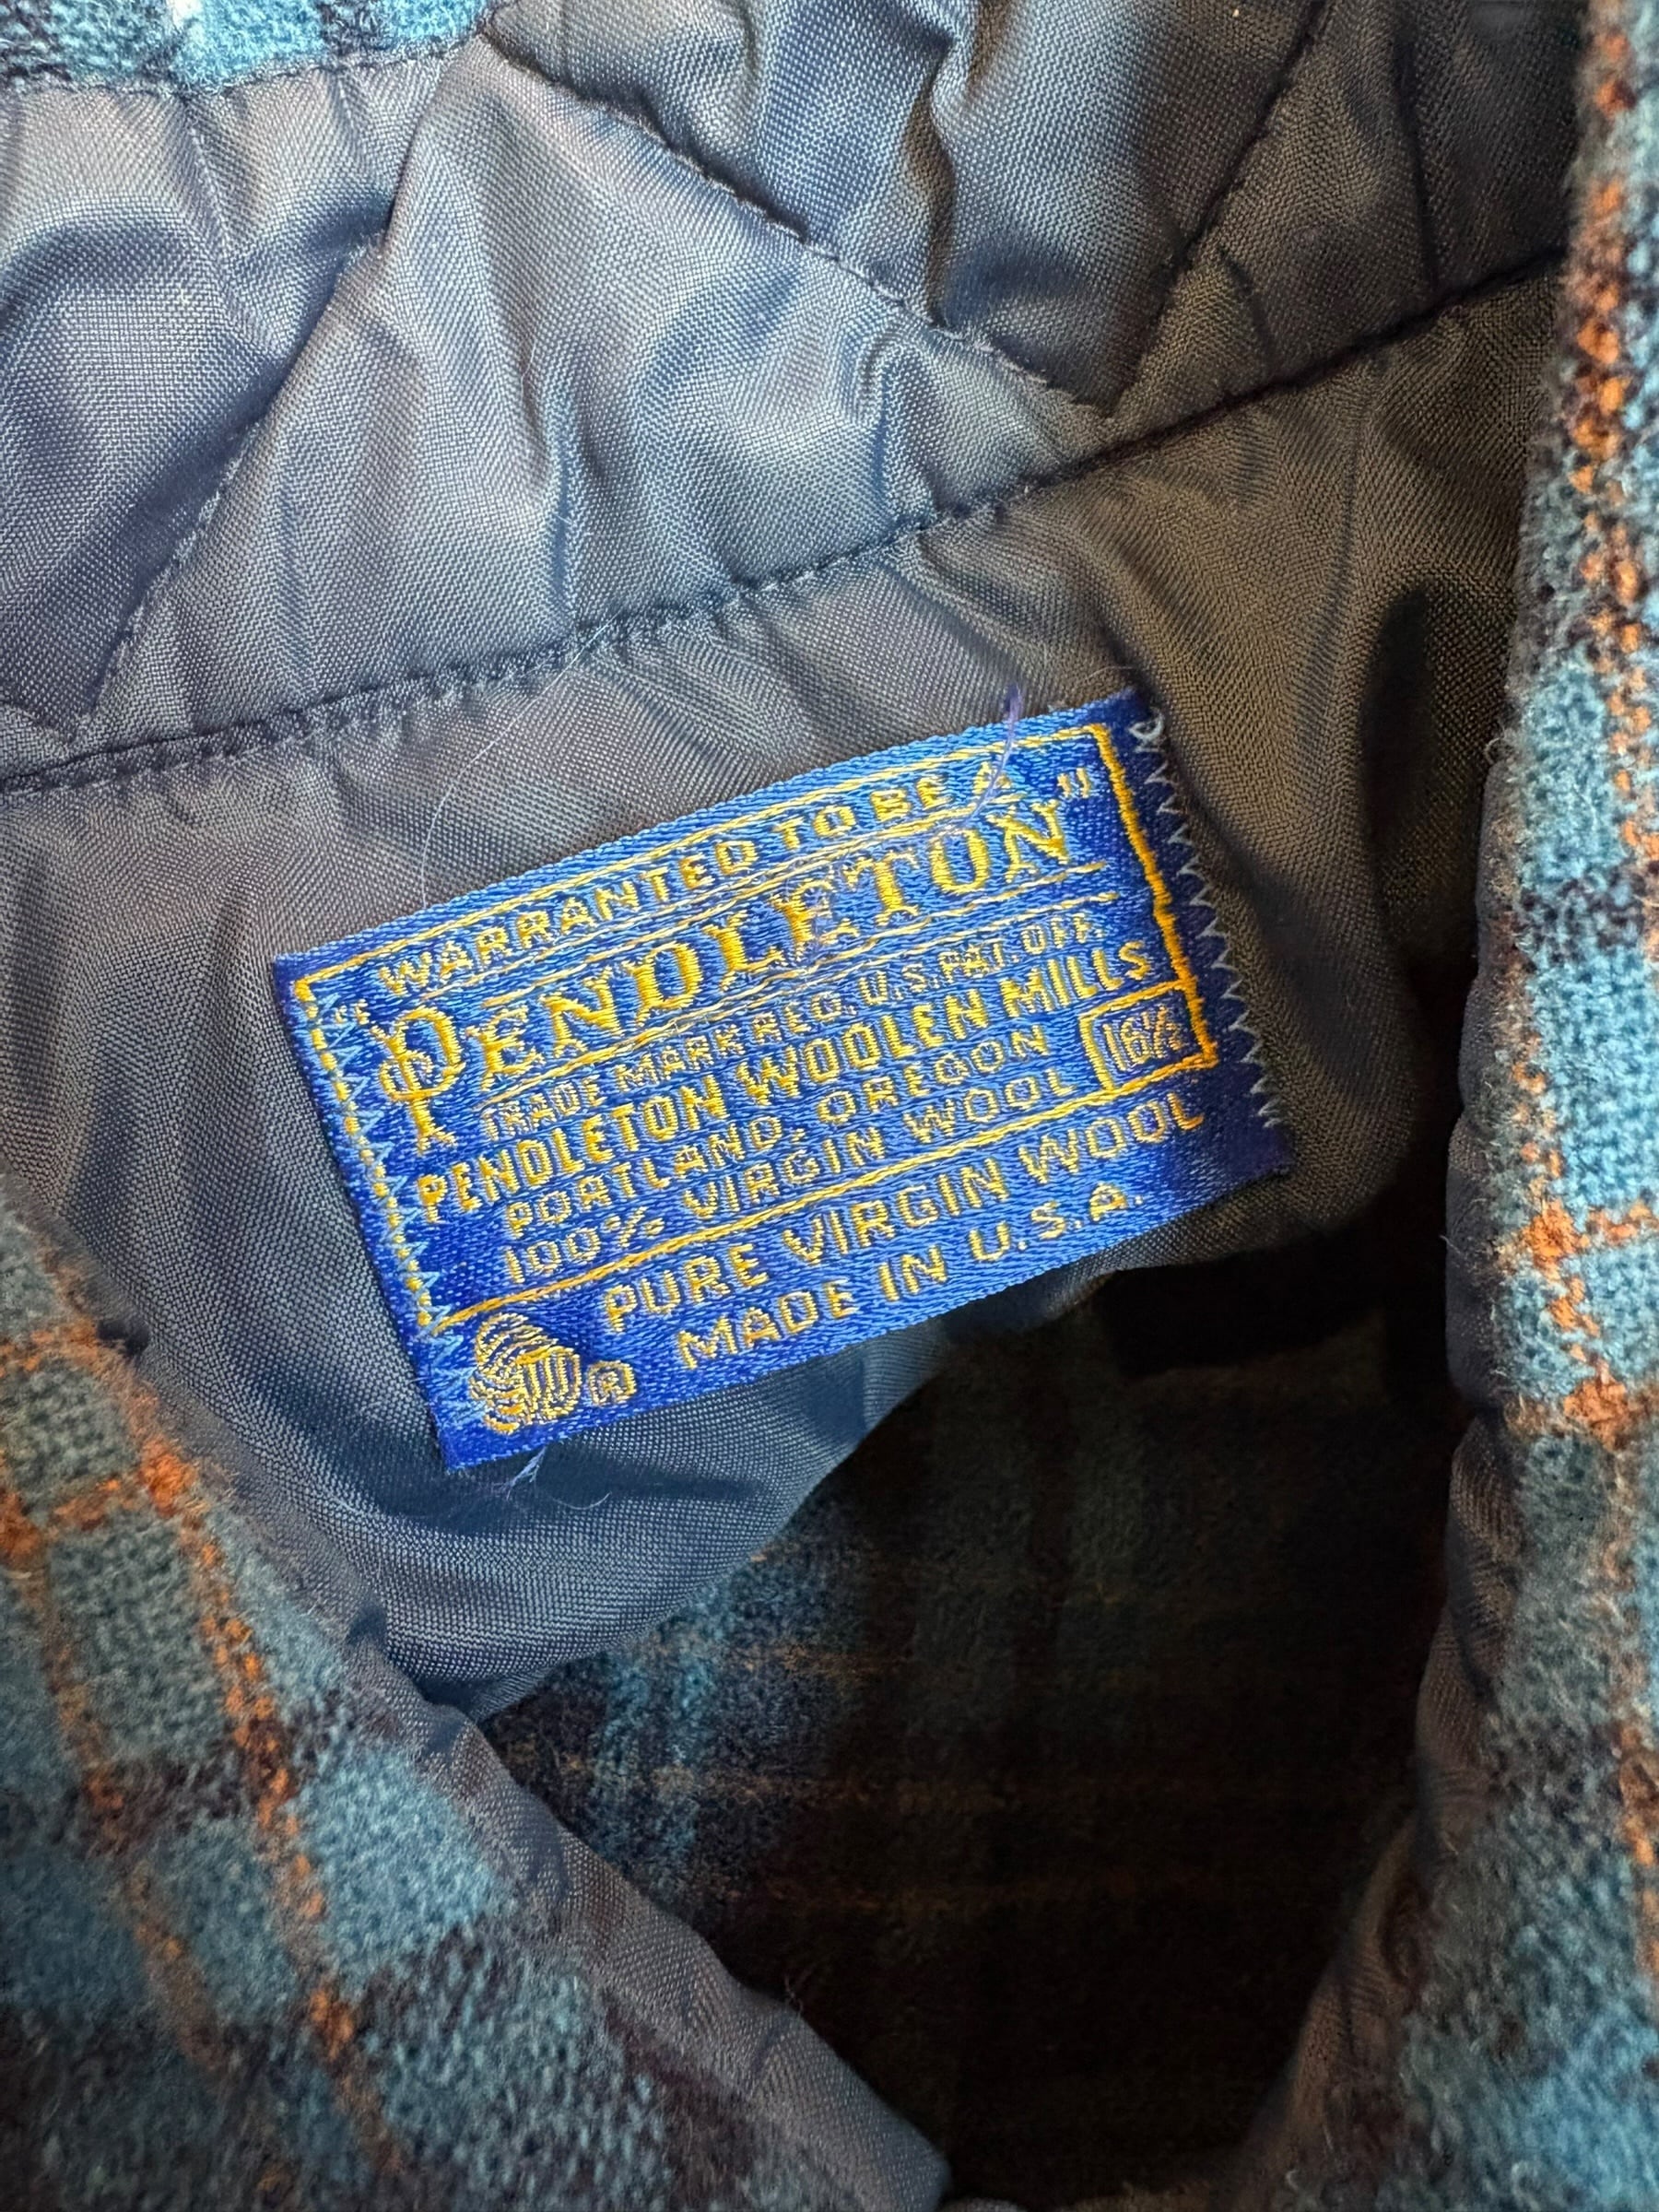 WARRANTED TO BE A
"PENDLETON"
TRADE MARK REG. U.S. PAT. OFF.
PENDLETON WOOLEN MILLS
PORTLAND, OREGON
100% VIRGIN WOOL
16½
PURE VIRGIN WOOL
W ®
MADE IN U.S.A.